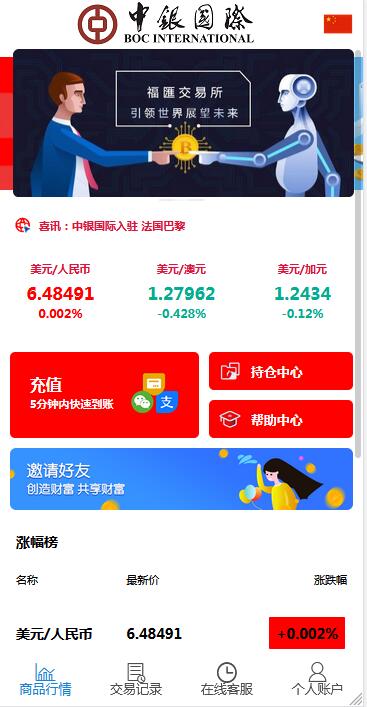 中銀國際
BOC INTERNATIONAL
福匯交易所
引领世界展望未来
喜讯：中银国际入驻 法国巴黎
美元/人民币 美元/澳元 美元/加元
6.48491 1.27962 1.2434
0.002% -0.428% -0.12%
充值
5分钟内快速到账
持仓中心
帮助中心
邀请好友
创造财富 共享财富
涨幅榜
名称 最新价 涨跌幅
美元/人民币 6.48491 +0.002%
商品行情 交易记录 在线客服 个人账户